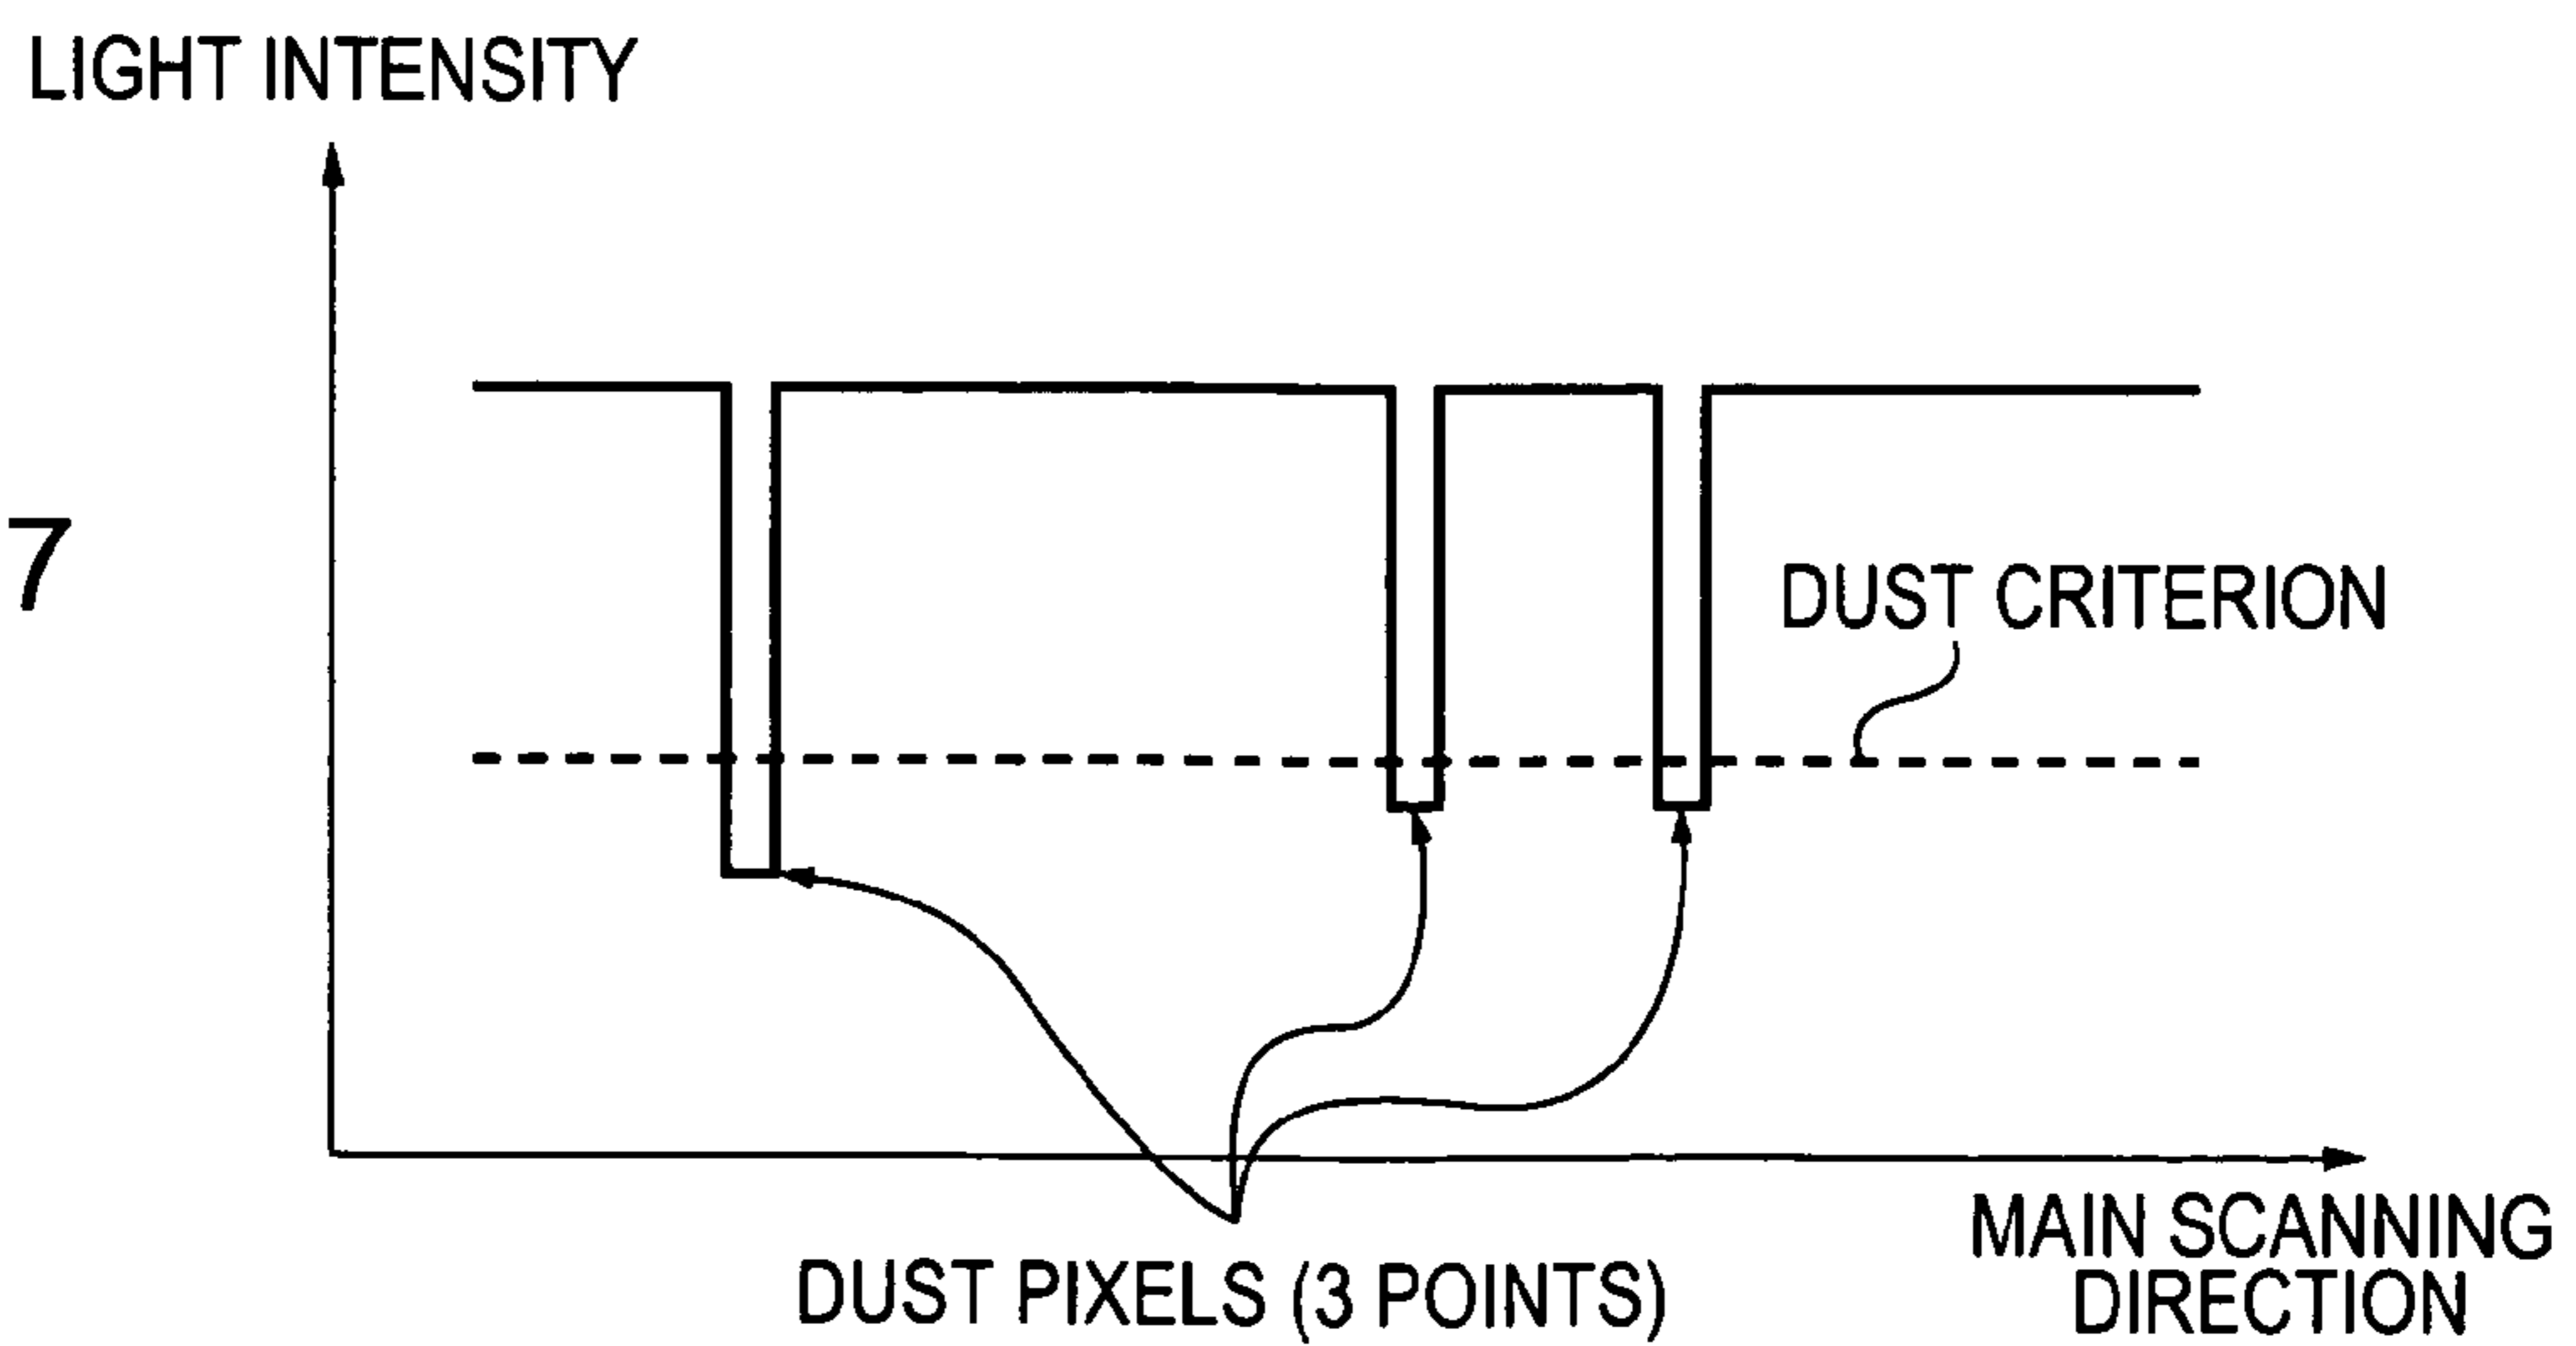 LIGHT INTENSITY
7
DUST CRITERION
MAIN SCANNING
DIRECTION
DUST PIXELS (3 POINTS)